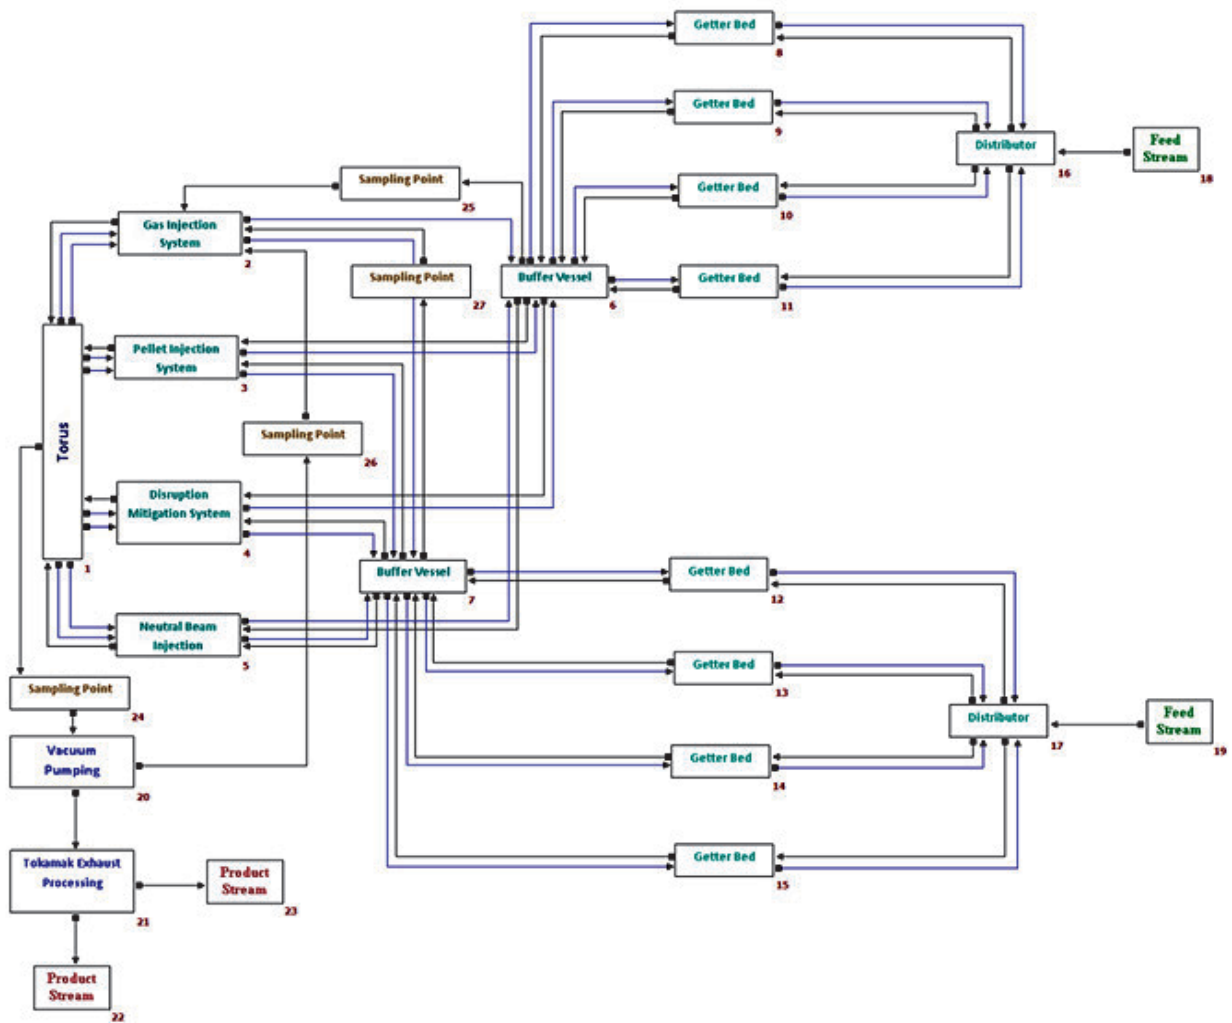 Getter Bed
8
Getter Bed
9
Distributor
16
Feed
Stream
18
Sampling Point
25
Getter Bed
10
Gas Injection
System
2
Sampling Point
27
Buffer Vessel
6
Getter Bed
11
Pellet Injection
System
3
Torus
1
Sampling Point
26
Disruption
Mitigation System
4
Buffer Vessel
7
Getter Bed
12
Neutral Beam
Injection
5
Getter Bed
13
Sampling Point
24
Distributor
17
Feed
Stream
19
Vacuum
Pumping
20
Getter Bed
14
Tokamak Exhaust
Processing
21
Product
Stream
23
Getter Bed
15
Product
Stream
22